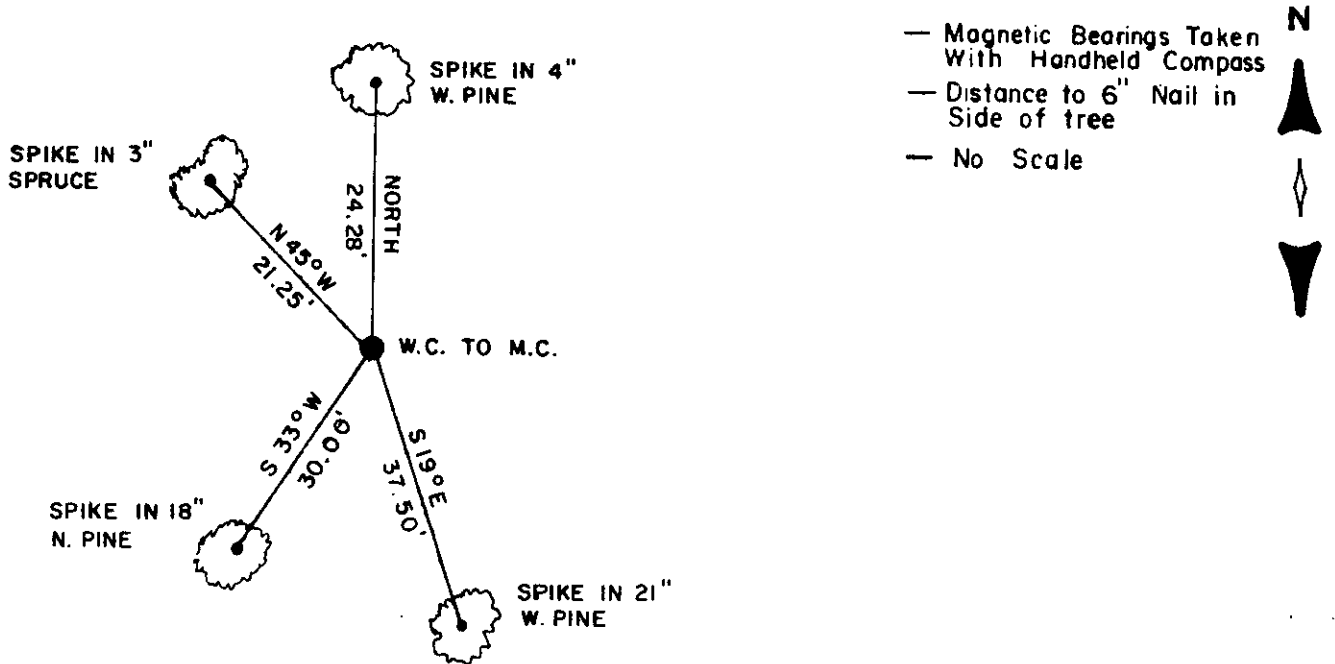 SPIKE IN 4"
W. PINE
SPIKE IN 3"
SPRUCE
NORTH
24.28'
N 45° W
21.25'
W.C. TO M.C.
S 33° W
30.06'
S 19° E
37.50'
SPIKE IN 18"
N. PINE
SPIKE IN 21"
W. PINE
— Magnetic Bearings Taken
With Handheld Compass
— Distance to 6" Nail in
Side of tree
— No Scale
N